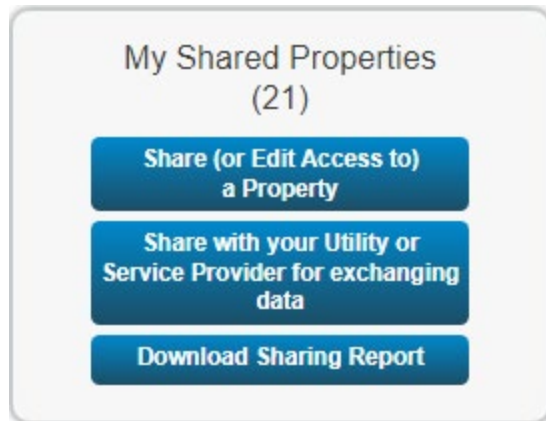 My Shared Properties
(21)
Share (or Edit Access to)
a Property
Share with your Utility or
Service Provider for exchanging
data
Download Sharing Report